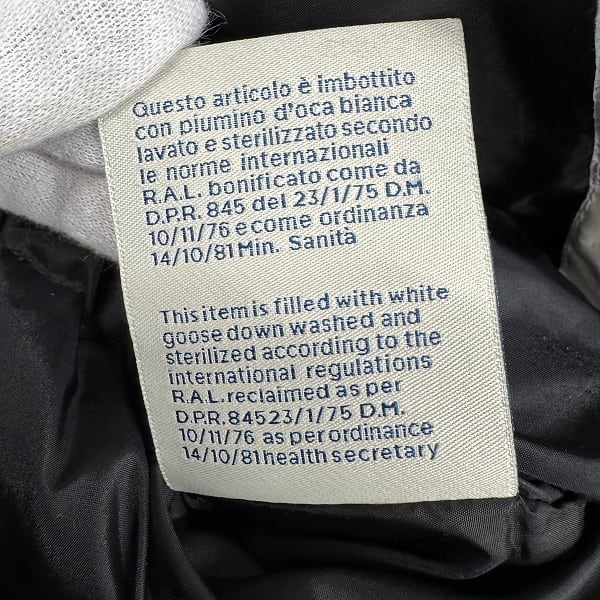 Questo articolo è imbottito
con piumino d'oca bianca
lavato e sterilizzato secondo
le norme internazionali
R.A.L. bonificato come da
D.P.R. 845 del 23/1/75 D.M.
10/11/76 e come ordinanza
14/10/81 Min. Sanità
This item is filled with white
goose down washed and
sterilized according to the
international regulations
R.A.L. reclaimed as per
D.P.R. 845 23/1/75 D.M.
10/11/76 as per ordinance
14/10/81 health secretary